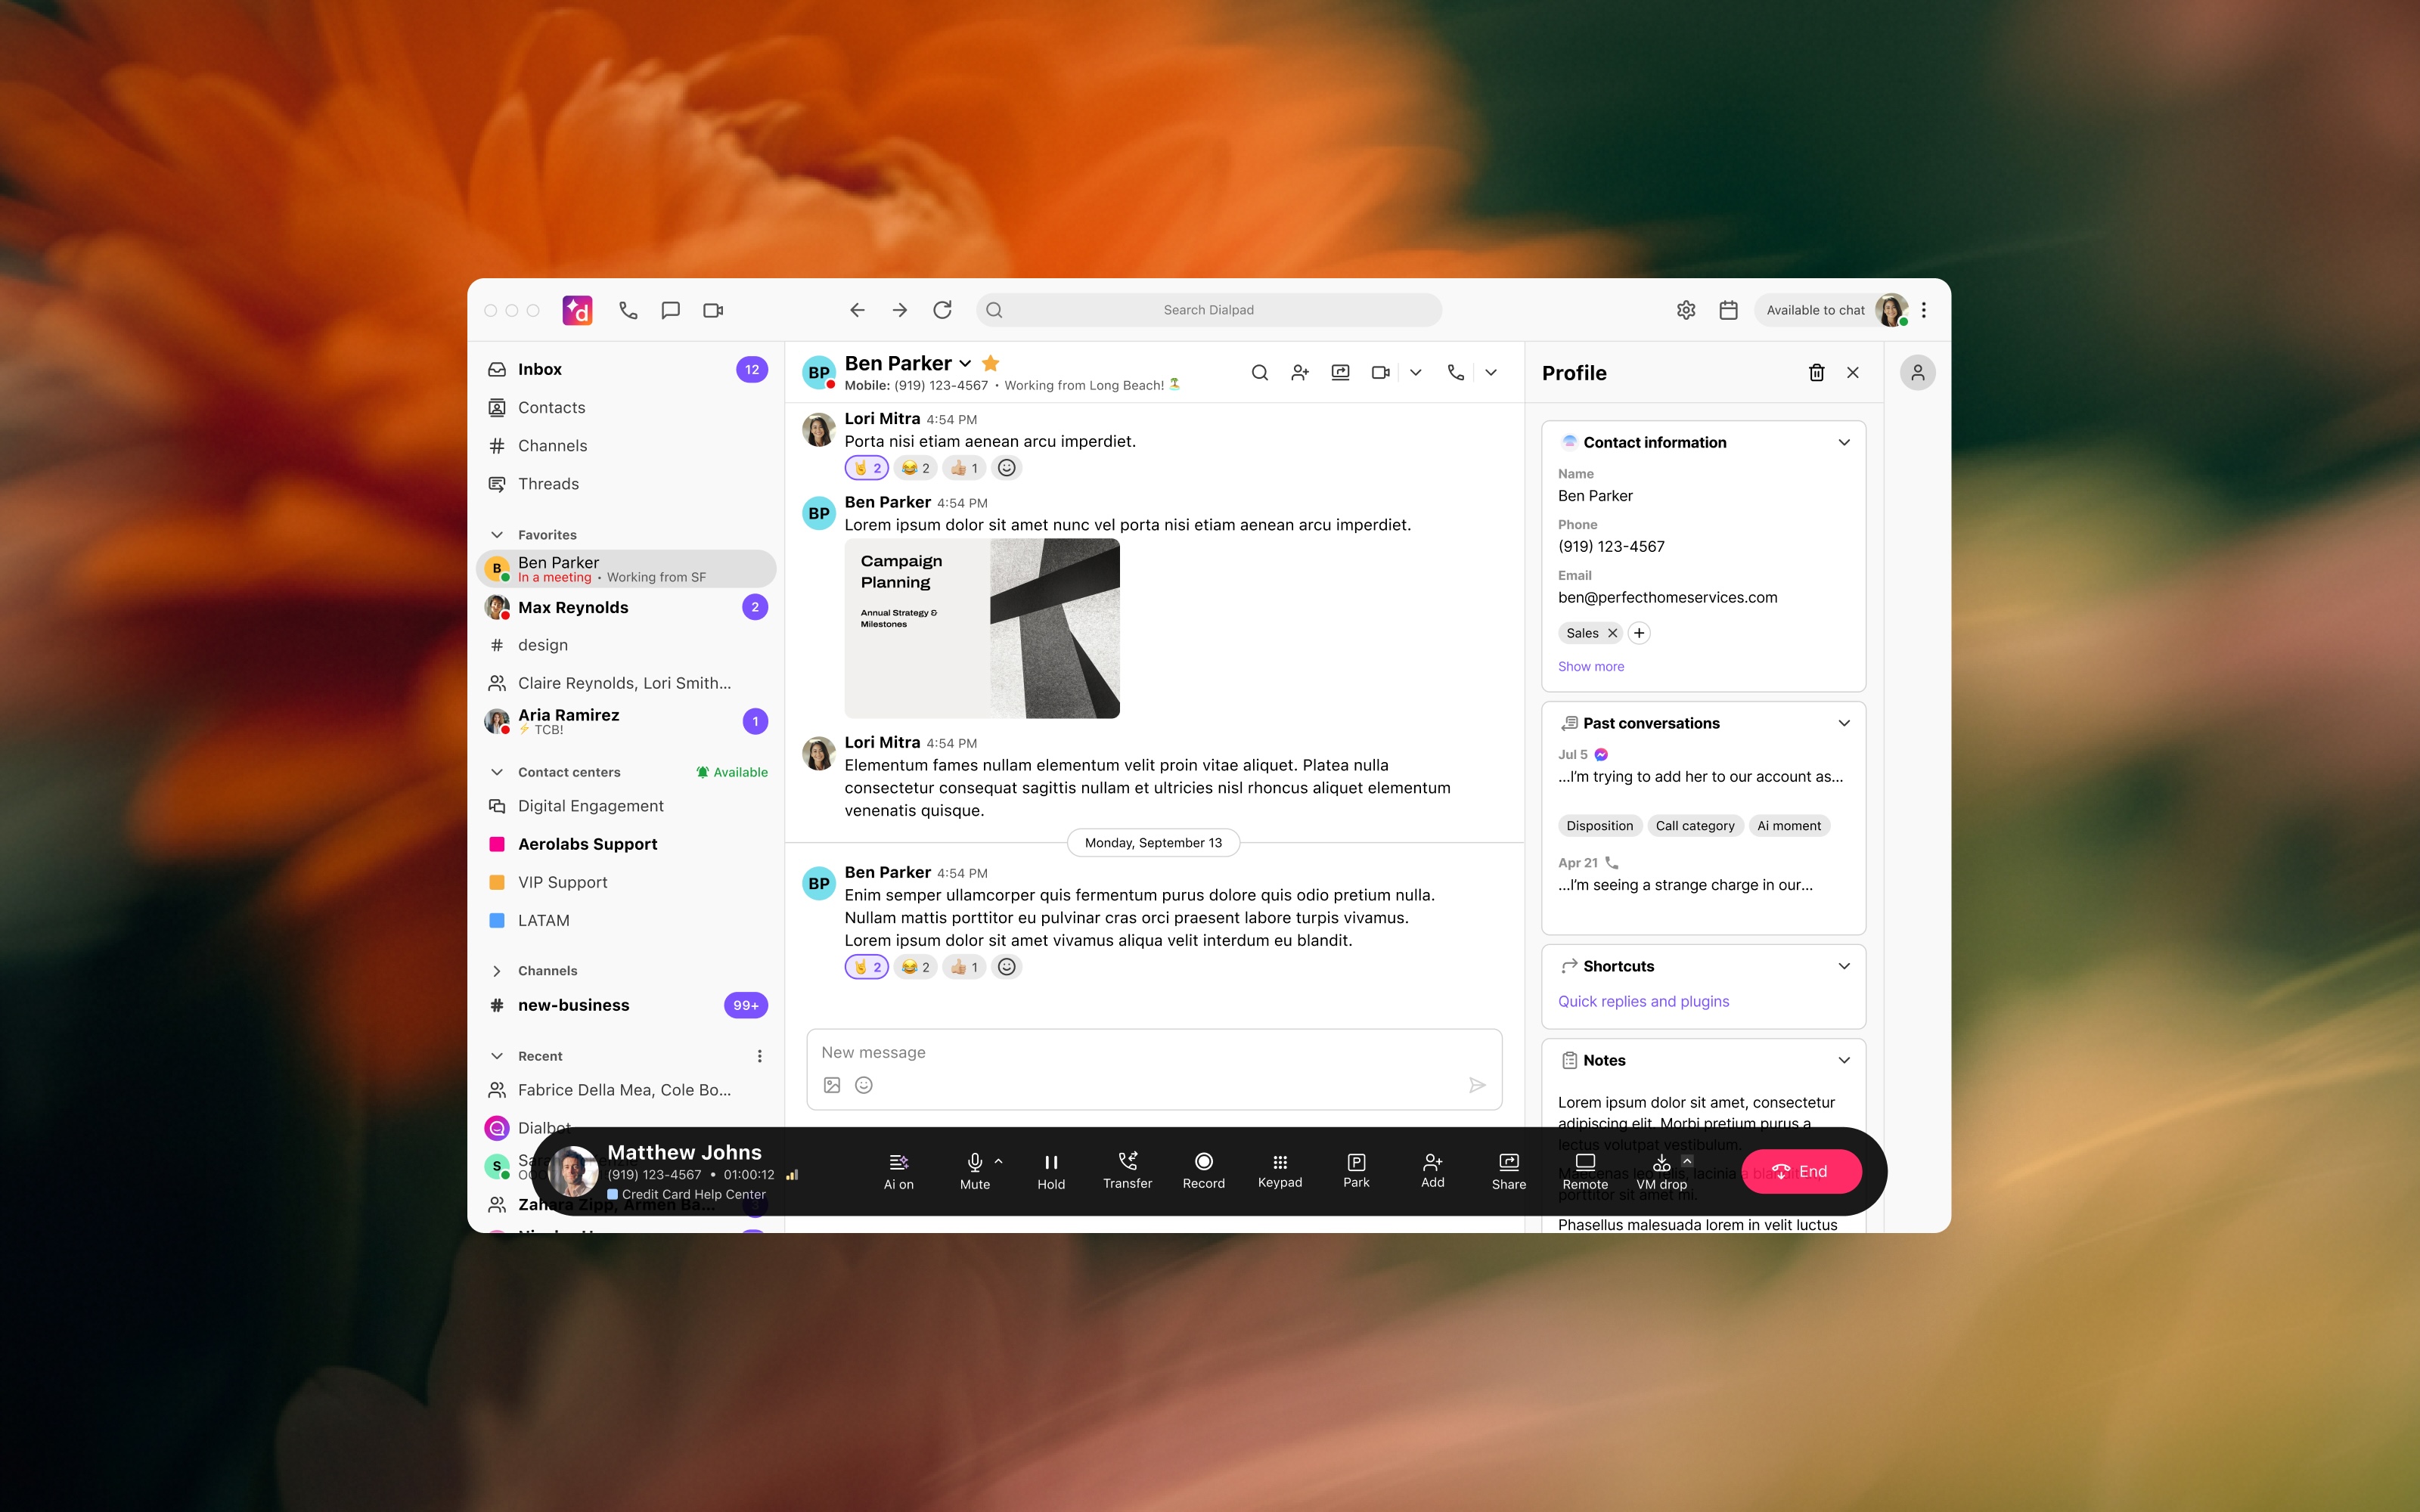 d
Search Dialpad
Available to chat
Inbox
12
Contacts
Channels
Threads
Favorites
B
Ben Parker
In a meeting • Working from SF
Max Reynolds
2
# design
Claire Reynolds, Lori Smith...
Aria Ramirez
1
⚡ TCB!
Contact centers
Available
Digital Engagement
Aerolabs Support
VIP Support
LATAM
Channels
# new-business
99+
Recent
Fabrice Della Mea, Cole Bo...
Dialbot
S
Zahara Zipp, Armen Ba...
BP
Ben Parker
Mobile: (919) 123-4567 • Working from Long Beach! 🏝️
Lori Mitra 4:54 PM
Porta nisi etiam aenean arcu imperdiet.
🤘 2 😂 2 👍🏼 1
BP
Ben Parker 4:54 PM
Lorem ipsum dolor sit amet nunc vel porta nisi etiam aenean arcu imperdiet.
Campaign
Planning
Annual Strategy &
Milestones
Lori Mitra 4:54 PM
Elementum fames nullam elementum velit proin vitae aliquet. Platea nulla
consectetur consequat sagittis nullam et ultricies nisl rhoncus aliquet elementum
venenatis quisque.
Monday, September 13
BP
Ben Parker 4:54 PM
Enim semper ullamcorper quis fermentum purus dolore quis odio pretium nulla.
Nullam mattis porttitor eu pulvinar cras orci praesent labore turpis vivamus.
Lorem ipsum dolor sit amet vivamus aliqua velit interdum eu blandit.
🤘 2 😂 2 👍🏼 1
New message
Profile
Contact information
Name
Ben Parker
Phone
(919) 123-4567
Email
ben@perfecthomeservices.com
Sales
Show more
Past conversations
Jul 5
...I'm trying to add her to our account as...
Disposition
Call category
Ai moment
Apr 21
...I'm seeing a strange charge in our...
Shortcuts
Quick replies and plugins
Notes
Lorem ipsum dolor sit amet, consectetur
adipiscing elit. Morbi pretium purus a
lectus volutpat vestibulum.
Maecenas leo felis, lacinia a
porttitor sit amet mi.
Phasellus malesuada lorem in velit luctus
Matthew Johns
(919) 123-4567 • 01:00:12
Credit Card Help Center
Ai on
Mute
Hold
Transfer
Record
Keypad
P
Park
Add
Share
Remote
VM drop
End